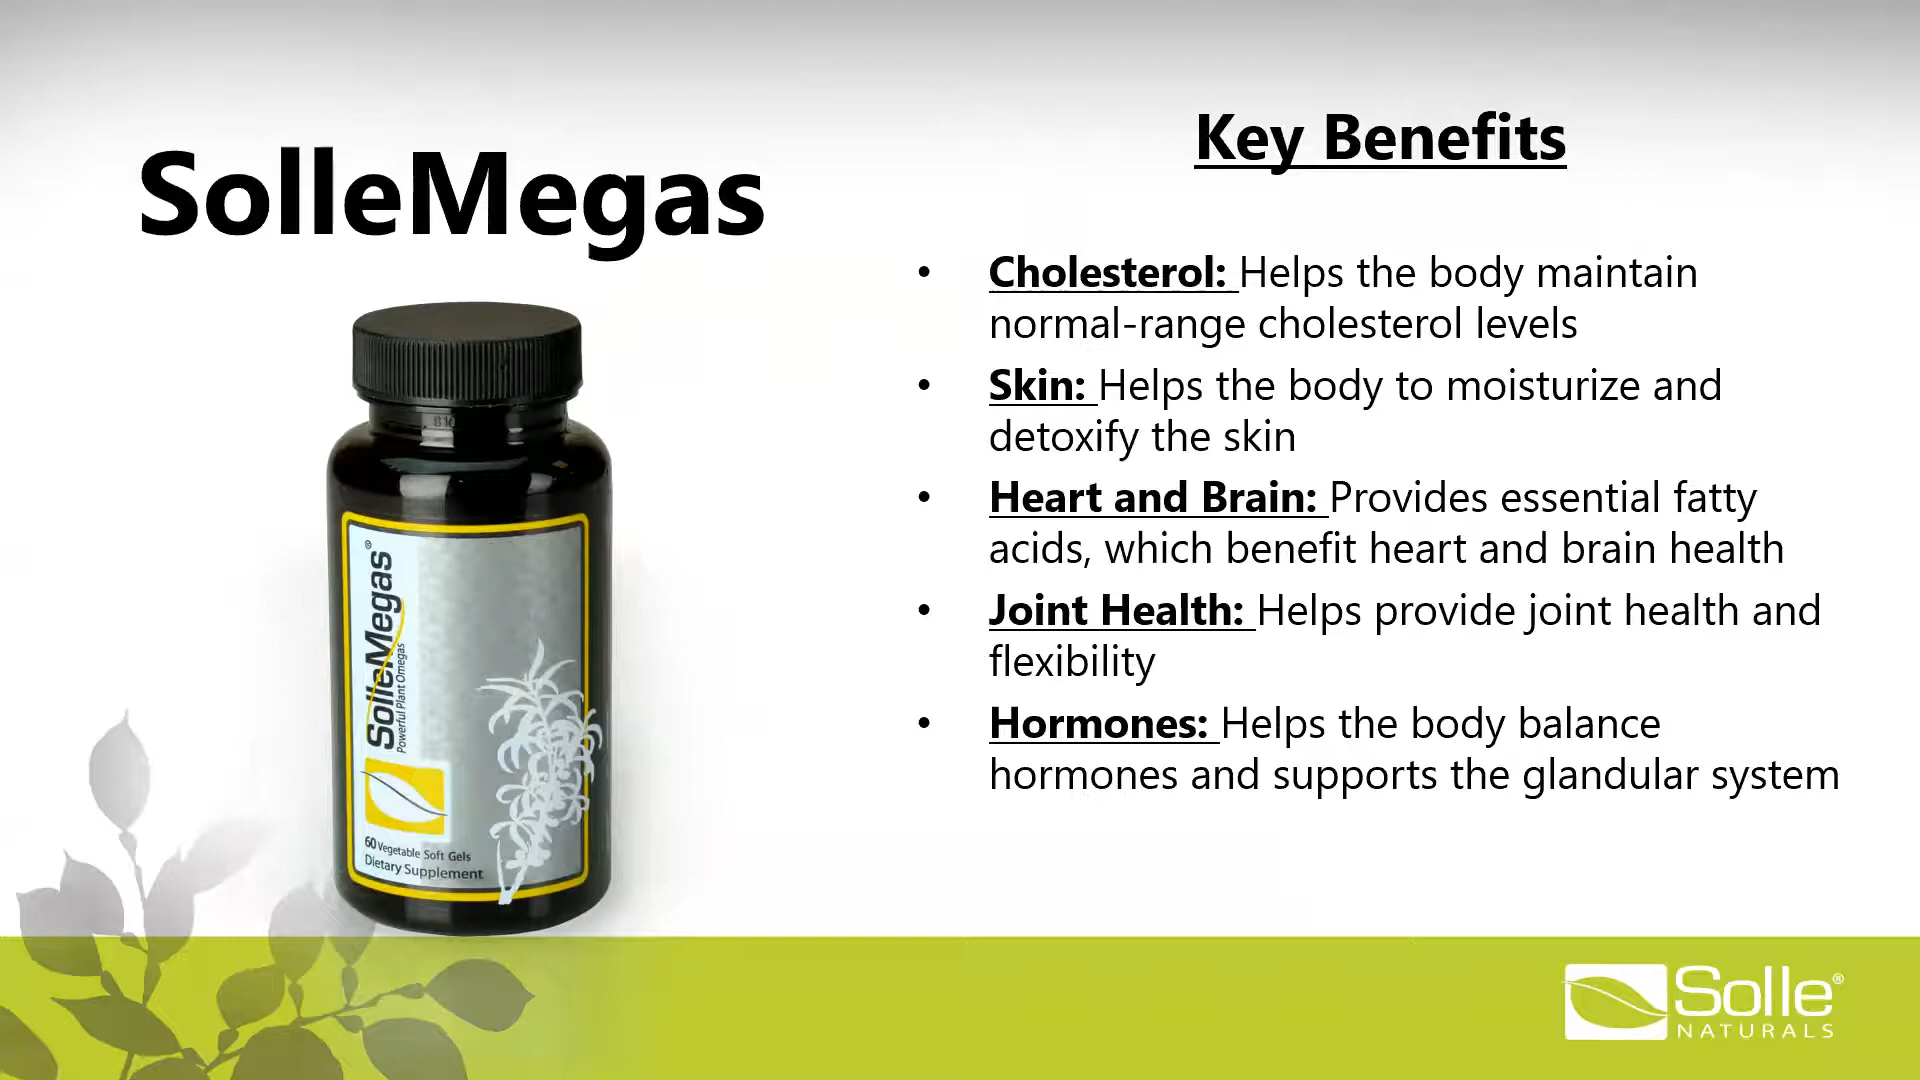 SolleMegas
Key Benefits
• Cholesterol: Helps the body maintain
normal-range cholesterol levels
• Skin: Helps the body to moisturize and
detoxify the skin
• Heart and Brain: Provides essential fatty
acids, which benefit heart and brain health
• Joint Health: Helps provide joint health and
flexibility
• Hormones: Helps the body balance
hormones and supports the glandular system
SolleMegas®
Powerful Plant Omegas
60 Vegetable Soft Gels
Dietary Supplement
Solle®
NATURALS